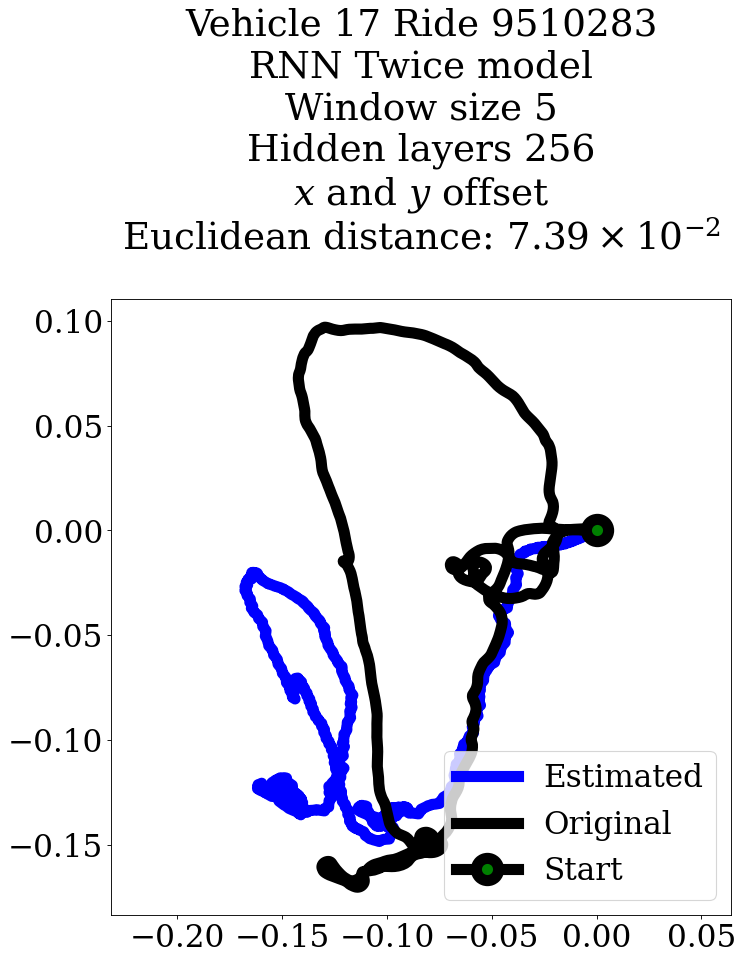 Vehicle 17 Ride 9510283
RNN Twice model
Window size 5
Hidden layers 256
x and y offset
Euclidean distance: 7.39 × 10⁻²
0.10
0.05
0.00
−0.05
−0.10
−0.15
Estimated
Original
Start
−0.20 −0.15 −0.10 −0.05 0.00 0.05